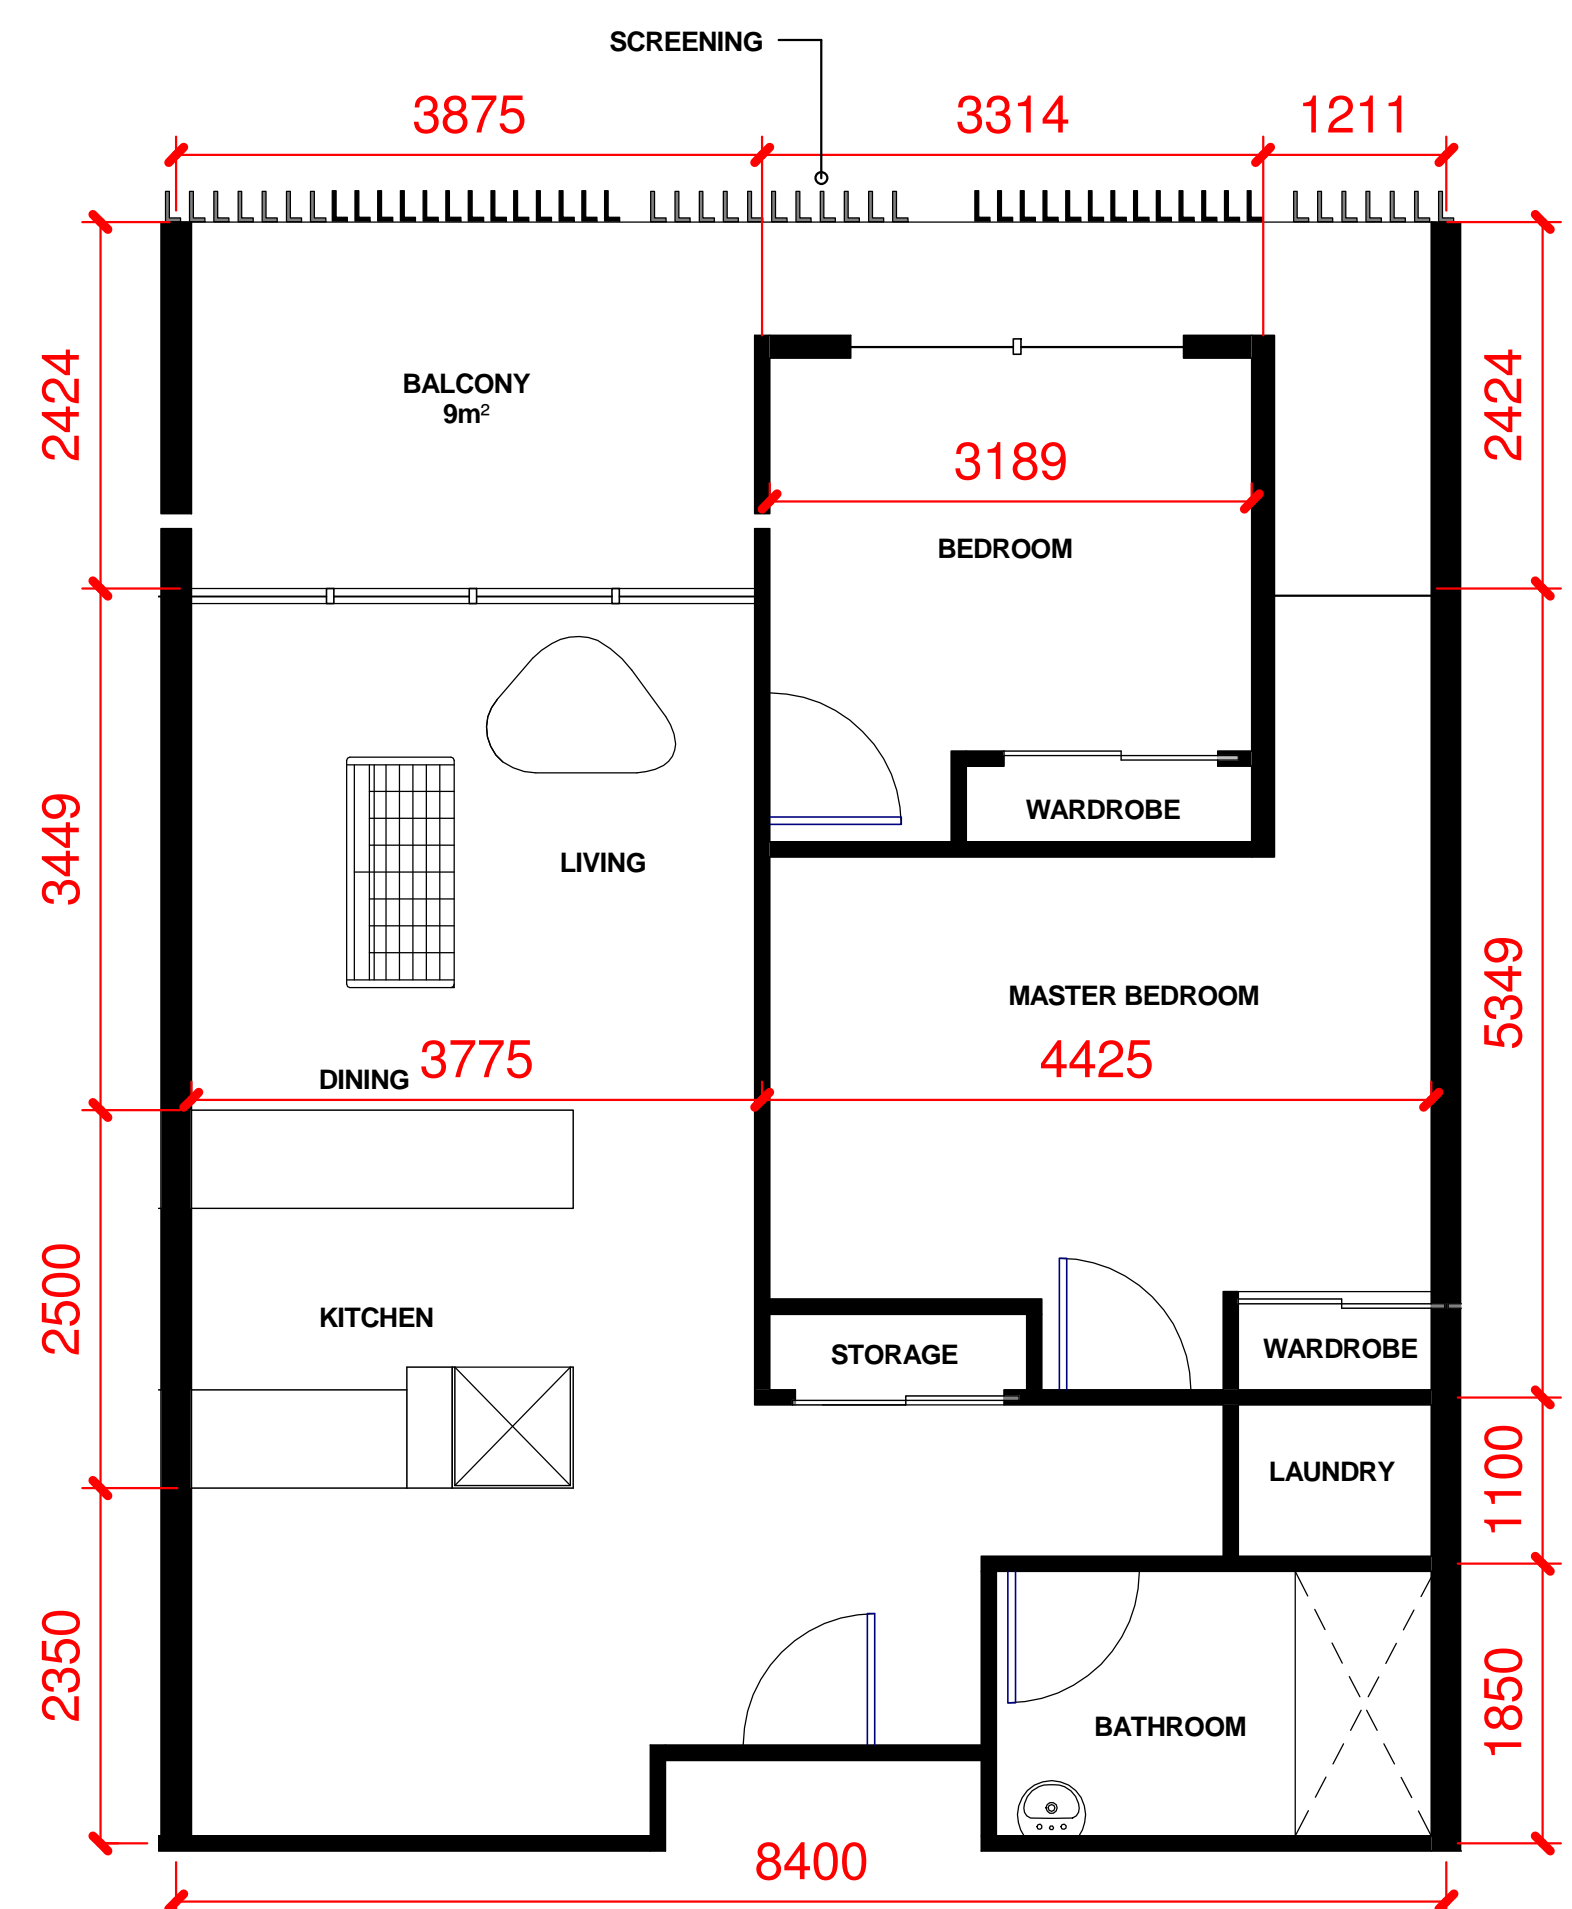 SCREENING
3875
3314
1211
2424
BALCONY
9m²
2424
3189
BEDROOM
WARDROBE
3449
LIVING
5349
MASTER BEDROOM
DINING
3775
4425
2500
KITCHEN
STORAGE
WARDROBE
LAUNDRY
1100
2350
BATHROOM
1850
8400